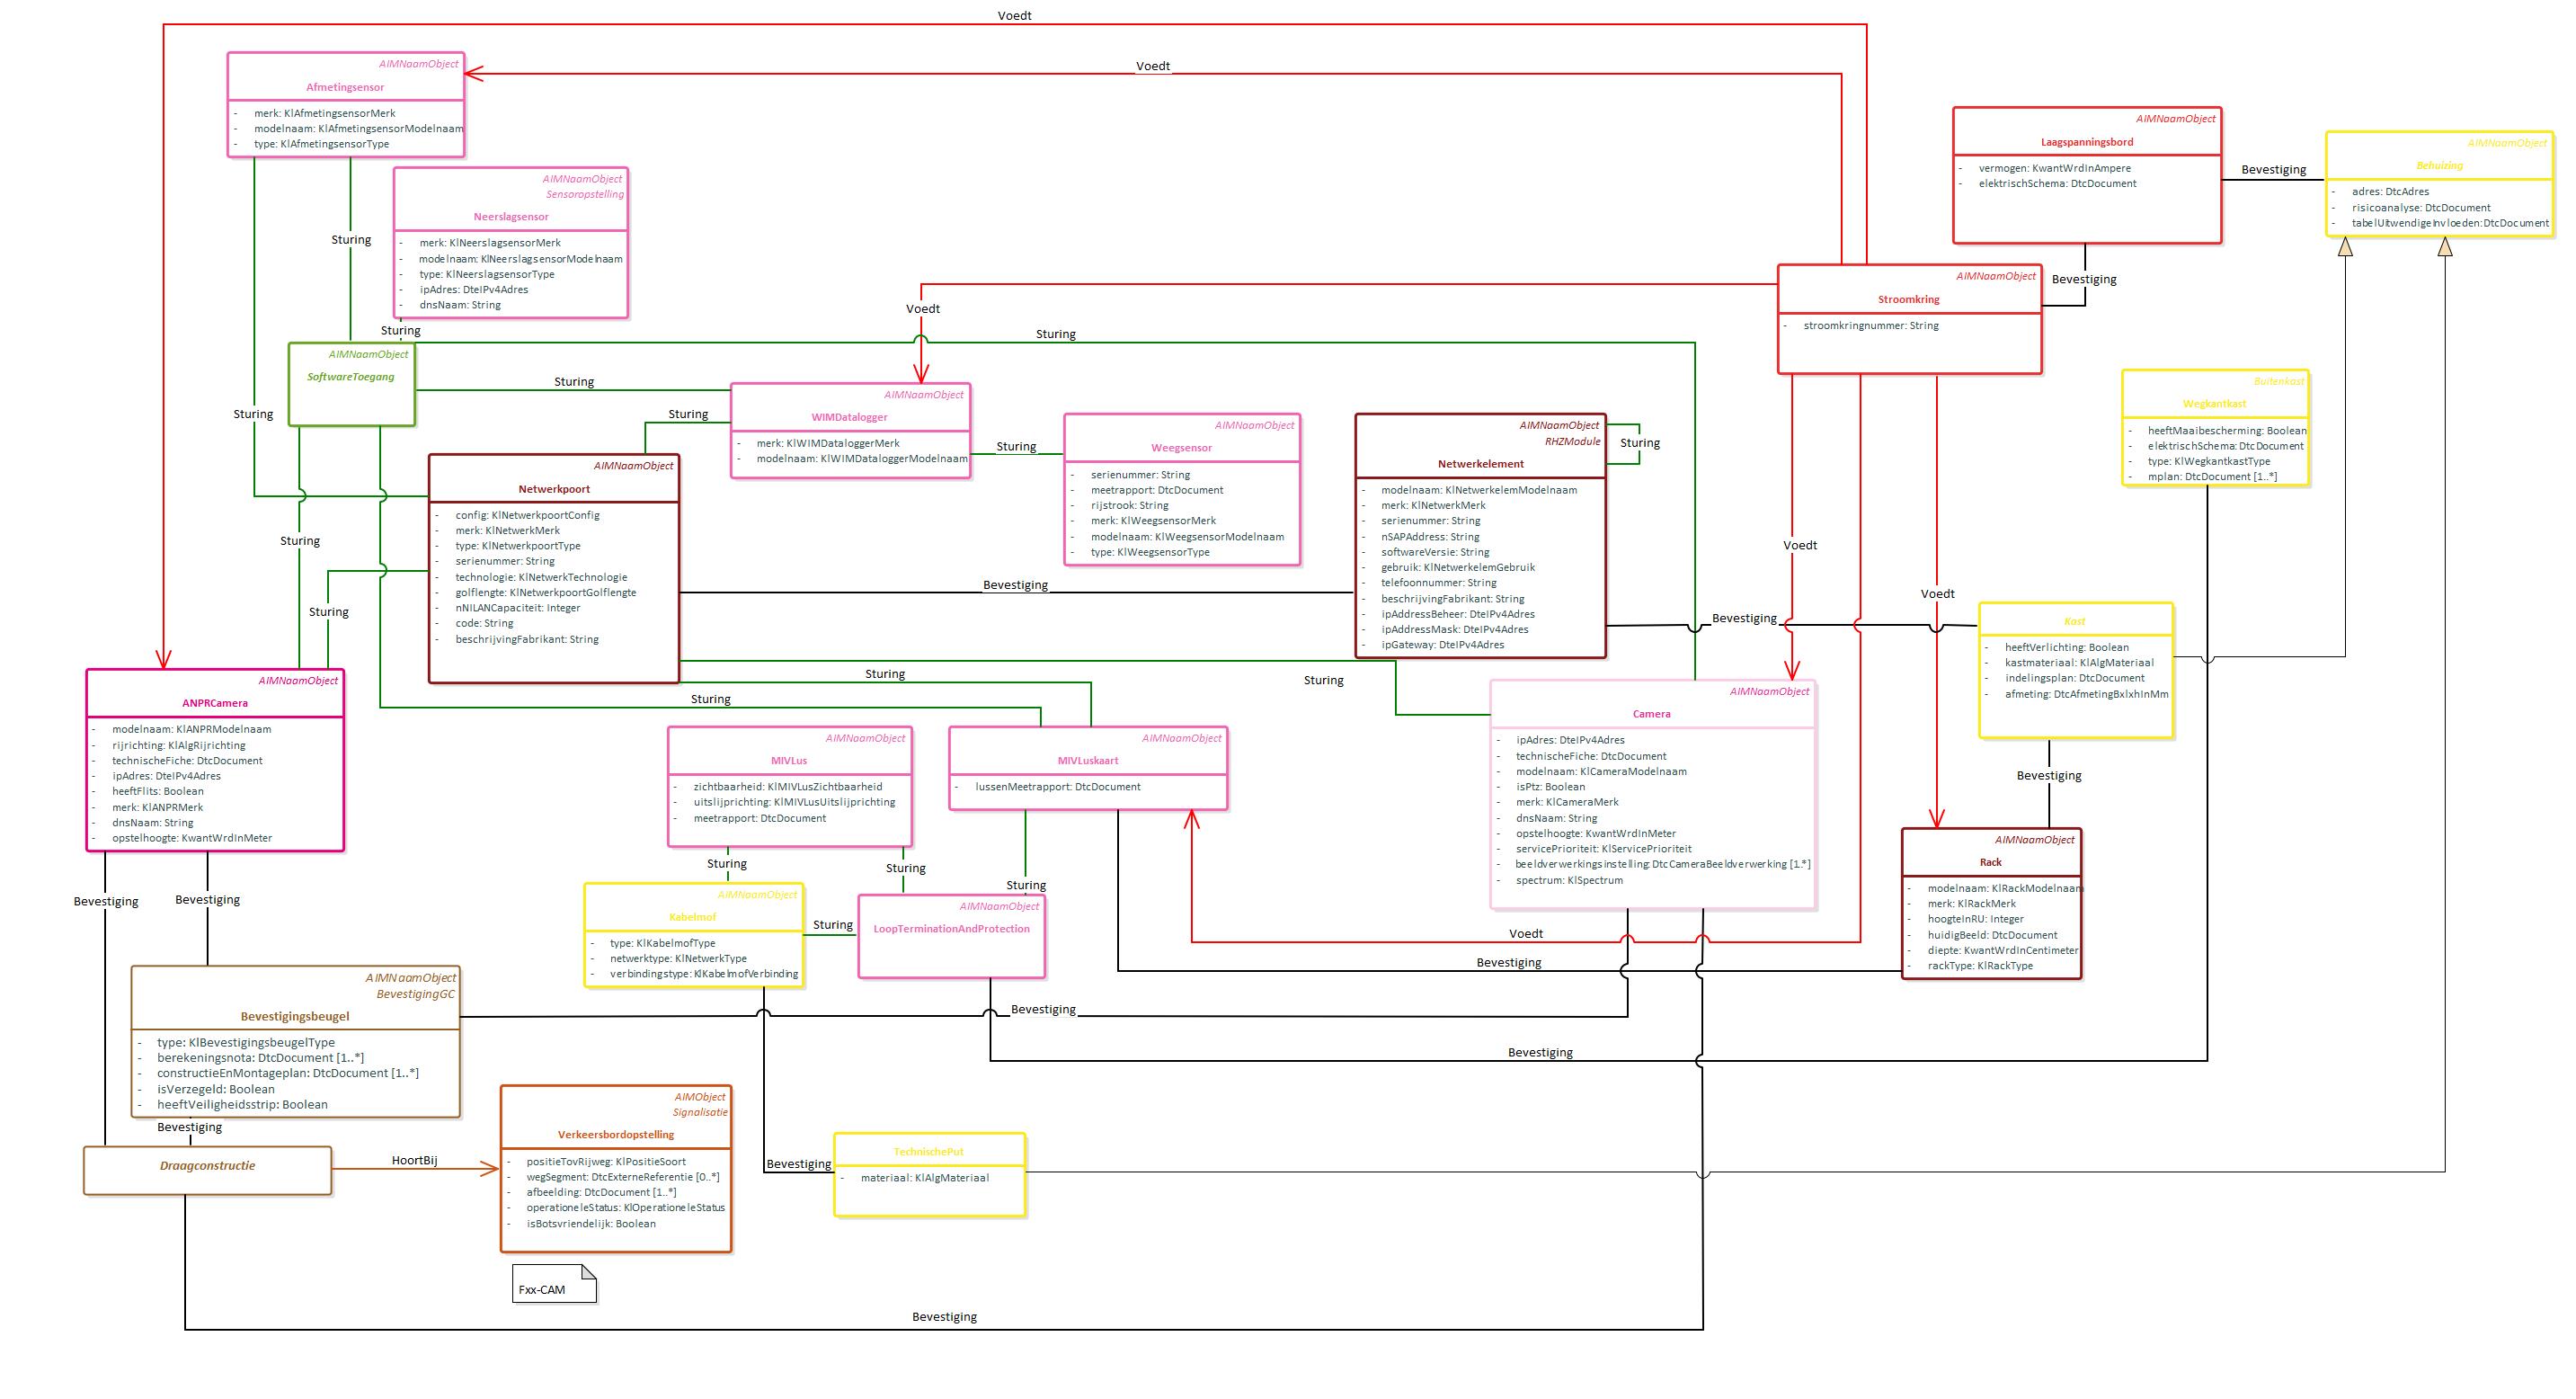 Voedt
Voedt
AIMNaamObject
Afmetingsensor
- merk: KlAfmetingsensorMerk
- modelnaam: KlAfmetingsensorModelnaam
- type: KlAfmetingsensorType
AIMNaamObject
Sensoropstelling
Neerslagsensor
- merk: KlNeerslagsensorMerk
- modelnaam: KlNeerslagsensorModelnaam
- type: KlNeerslagsensorType
- ipAdres: DteIPv4Adres
- dnsNaam: String
AIMNaamObject
Laagspanningsbord
- vermogen: KwantWrdInAmpere
- elektrischSchema: DtcDocument
Bevestiging
AIMNaamObject
Behuizing
- adres: DtcAdres
- risicoanalyse: DtcDocument
- tabelUitwendigeInvloeden:DtcDocument
Bevestiging
AIMNaamObject
Stroomkring
- stroomkringnummer: String
Sturing
Sturing
Voedt
Sturing
AIMNaamObject
SoftwareToegang
Sturing
Sturing
Sturing
AIMNaamObject
WIMDatalogger
- merk: KlWIMDataloggerMerk
- modelnaam: KlWIMDataloggerModelnaam
Sturing
AIMNaamObject
Weegsensor
- serienummer: String
- meetrapport: DtcDocument
- rijstrook: String
- merk: KlWeegsensorMerk
- modelnaam: KlWeegsensorModelnaam
- type: KlWeegsensorType
AIMNaamObject
RHZModule
Netwerkelement
- modelnaam: KlNetwerkelemModelnaam
- merk: KlNetwerkMerk
- serienummer: String
- nSAPAddress: String
- softwareVersie: String
- gebruik: KlNetwerkelemGebruik
- telefoonnummer: String
- beschrijvingFabrikant: String
- ipAddressBeheer: DteIPv4Adres
- ipAddressMask: DteIPv4Adres
- ipGateway: DteIPv4Adres
Sturing
Buitenkast
Wegkantkast
- heeftMaaibescherming: Boolean
- elektrischSchema: DtcDocument
- type: KlWegkantkastType
- mplan: DtcDocument [1..*]
Sturing
AIMNaamObject
Netwerkpoort
- config: KlNetwerkpoortConfig
- merk: KlNetwerkMerk
- type: KlNetwerkpoortType
- serienummer: String
- technologie: KlNetwerkTechnologie
- golflengte: KlNetwerkpoortGolflengte
- nNILANCapaciteit: Integer
- code: String
- beschrijvingFabrikant: String
Sturing
Sturing
Bevestiging
Voedt
Voedt
Bevestiging
Kast
- heeftVerlichting: Boolean
- kastmateriaal: KlAlgMateriaal
- indelingsplan: DtcDocument
- afmeting: DtcAfmetingBxlxhInMm
Bevestiging
Sturing
Sturing
Sturing
AIMNaamObject
ANPRCamera
- modelnaam: KlANPRModelnaam
- rijrichting: KlAlgRijrichting
- technischeFiche: DtcDocument
- ipAdres: DteIPv4Adres
- heeftFlits: Boolean
- merk: KlANPRMerk
- dnsNaam: String
- opstelhoogte: KwantWrdInMeter
AIMNaamObject
MIVLus
- zichtbaarheid: KlMIVLusZichtbaarheid
- uitslijprichting: KlMIVLusUitslijprichting
- meetrapport: DtcDocument
AIMNaamObject
MIVLuskaart
- lussenMeetrapport: DtcDocument
AIMNaamObject
Camera
- ipAdres: DteIPv4Adres
- technischeFiche: DtcDocument
- modelnaam: KlCameraModelnaam
- isPtz: Boolean
- merk: KlCameraMerk
- dnsNaam: String
- opstelhoogte: KwantWrdInMeter
- servicePrioriteit: KlServicePrioriteit
- beeldverwerkingsinstelling: DtcCameraBeeldverwerking [1.*]
- spectrum: KlSpectrum
AIMNaamObject
Rack
- modelnaam: KlRackModelnaam
- merk: KlRackMerk
- hoogteInRU: Integer
- huidigBeeld: DtcDocument
- diepte: KwantWrdInCentimeter
- rackType: KlRackType
Sturing
Sturing
Sturing
Bevestiging
Bevestiging
AIMNaamObject
Kabelmof
- type: KlKabelmofType
- netwerktype: KlNetwerkType
- verbindingstype: KlKabelmofVerbinding
Sturing
AIMNaamObject
LoopTerminationAndProtection
Voedt
Bevestiging
AIMNaamObject
BevestigingGC
Bevestigingsbeugel
- type: KlBevestigingsbeugelType
- berekeningsnota: DtcDocument [1..*]
- constructieEnMontageplan: DtcDocument [1..*]
- isVerzegeld: Boolean
- heeftVeiligheidsstrip: Boolean
Bevestiging
Bevestiging
Bevestiging
Draagconstructie
HoortBij
AIMObject
Signalisatie
Verkeersbordopstelling
- positieTovRijweg: KlPositieSoort
- wegSegment: DtcExterneReferentie [0..*]
- afbeelding: DtcDocument [1..*]
- operationeleStatus: KlOperationeleStatus
- isBotsvriendelijk: Boolean
Bevestiging
TechnischePut
- materiaal: KlAlgMateriaal
Fxx-CAM
Bevestiging